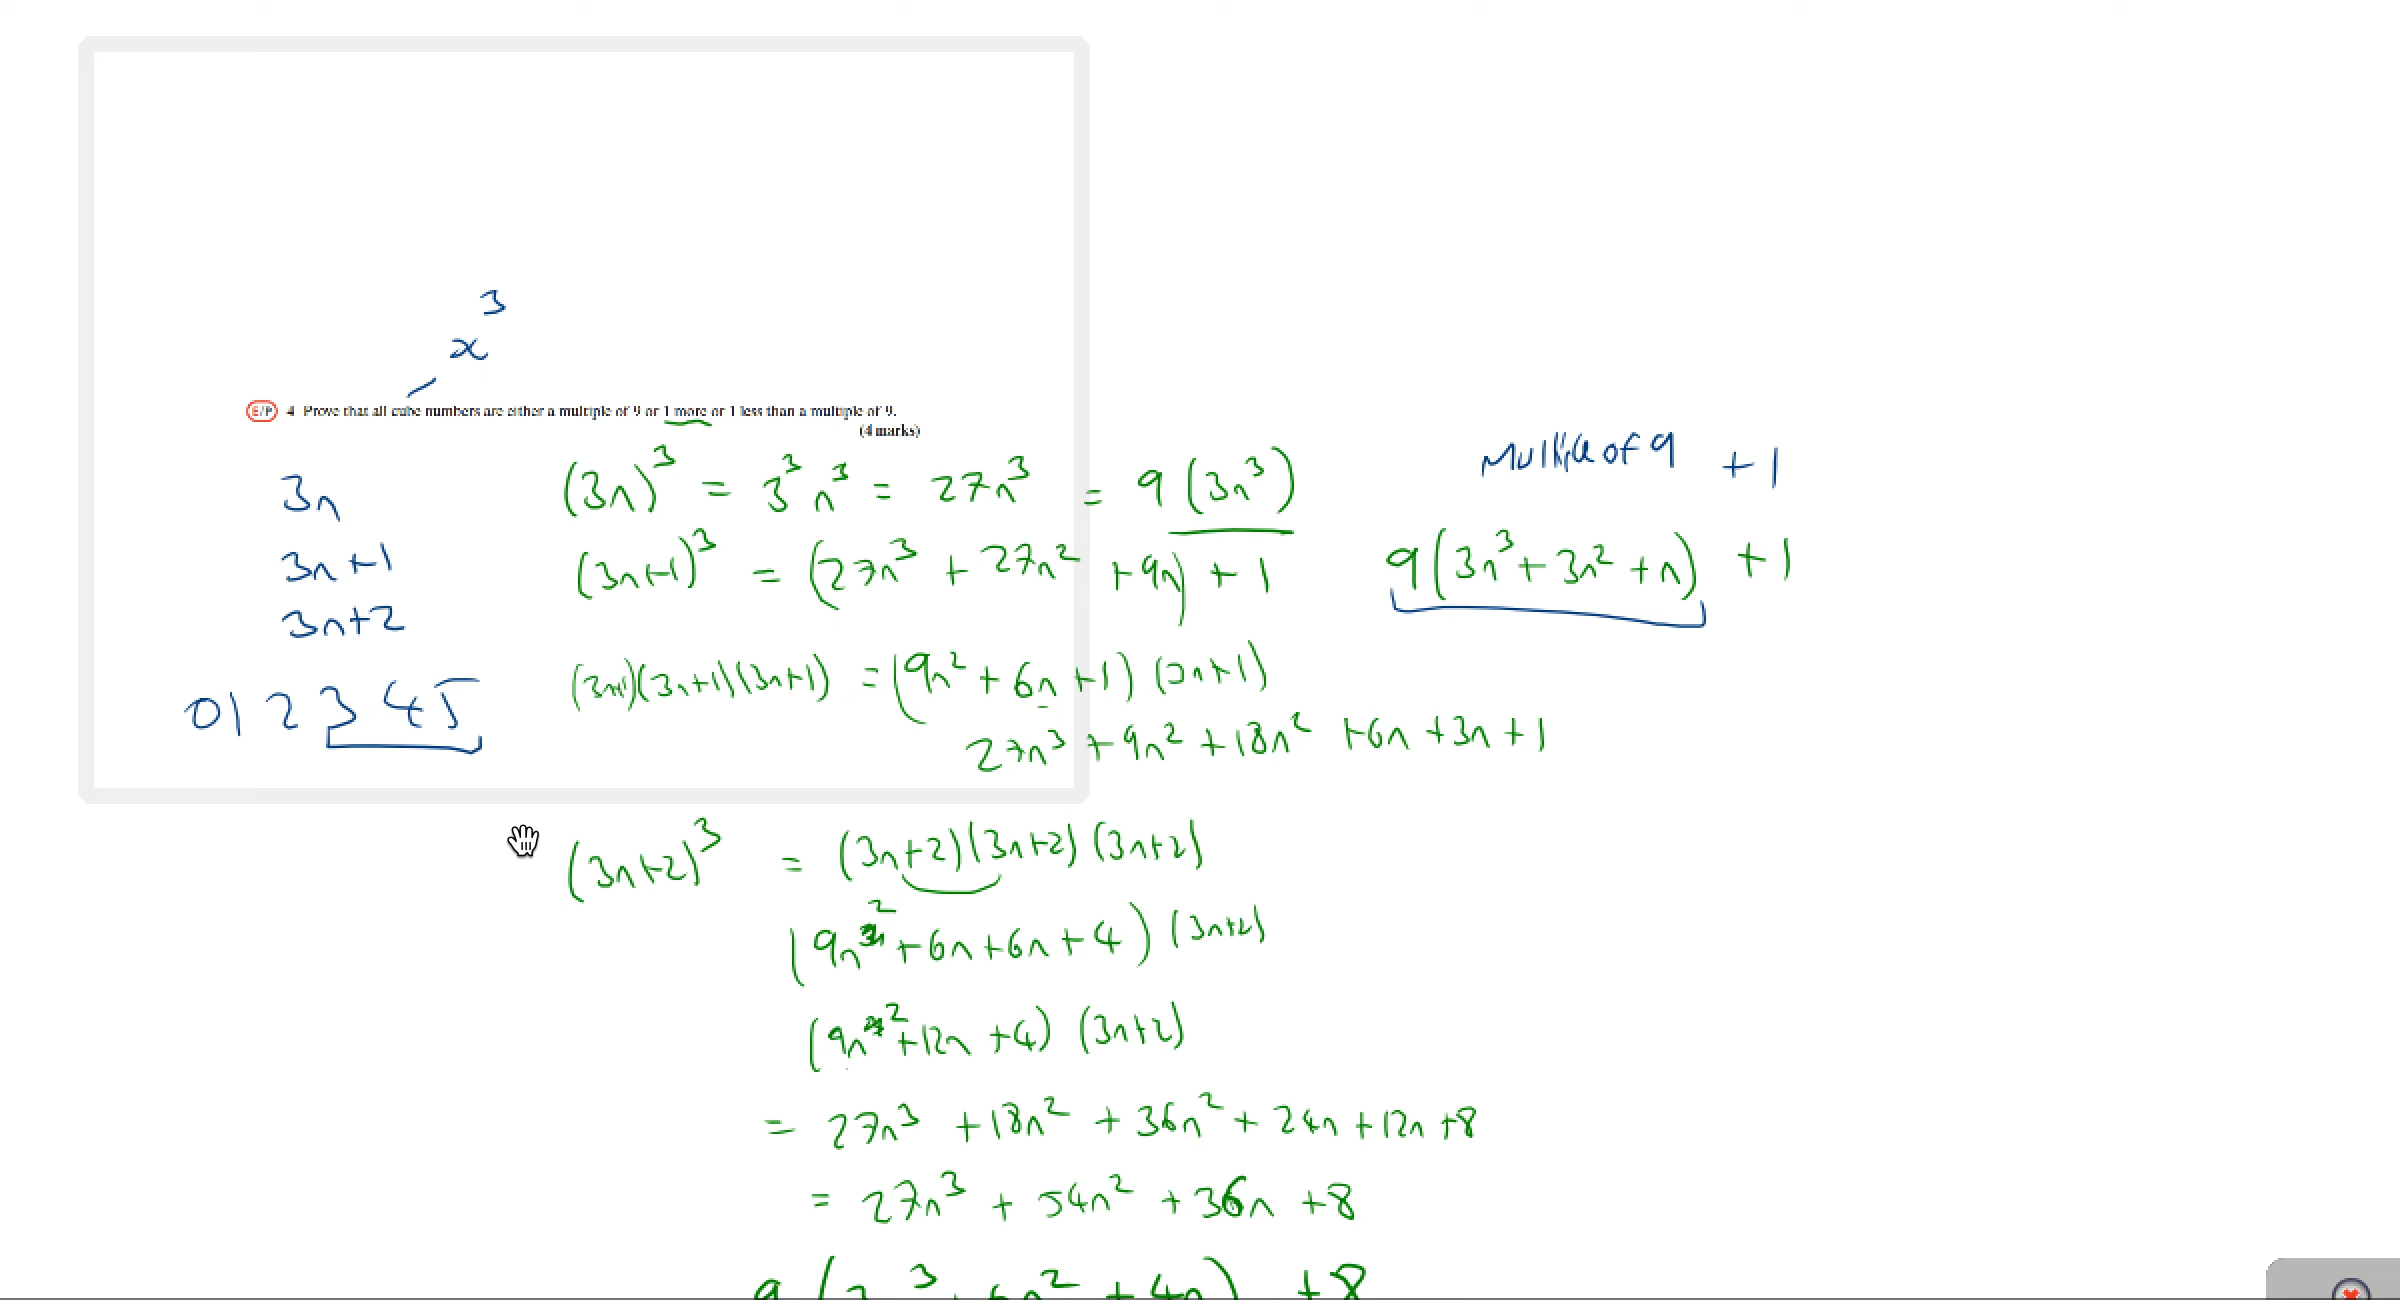 x³
E/P 4 Prove that all cube numbers are either a multiple of 9 or 1 more or 1 less than a multiple of 9.
(4 marks)
Multiple of 9 + 1
3n
(3n)³ = 3³n³ = 27n³ = 9(3n³)
3n+1
(3n+1)³ = (27n³ + 27n² + 9n) + 1
9(3n³ + 3n² + n) + 1
3n+2
(3n+1)(3n+1)(3n+1) = (9n² + 6n + 1)(3n+1)
0 1 2 3 4 5
27n³ + 9n² + 18n² + 6n + 3n + 1
(3n+2)³ = (3n+2)(3n+2)(3n+2)
(9n² + 6n + 6n + 4)(3n+2)
(9n² + 12n + 4)(3n+2)
= 27n³ + 18n² + 36n² + 24n + 12n + 8
= 27n³ + 54n² + 36n + 8
9(3n³ + 6n² + 4n) + 8